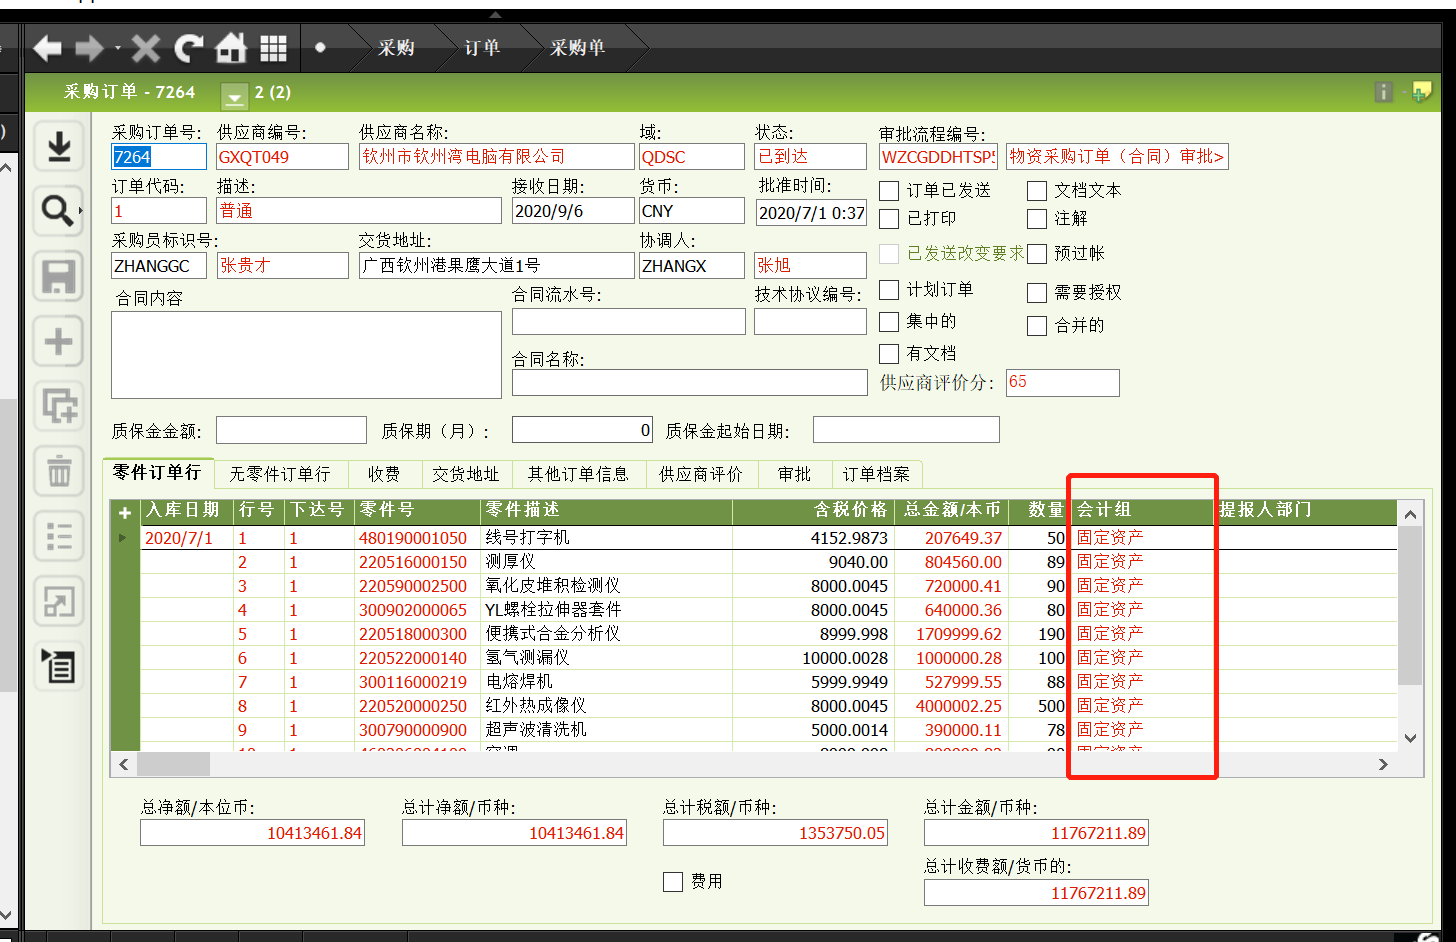 采购 订单 采购单
采购订单 - 7264 2 (2)
采购订单号: 供应商编号: 供应商名称: 域: 状态: 审批流程编号:
7264 GXQT049 钦州市钦州湾电脑有限公司 QDSC 已到达 WZCGDDHTSP 物资采购订单（合同）审批>
订单代码: 描述: 接收日期: 货币: 批准时间: 订单已发送 文档文本
1 普通 2020/9/6 CNY 2020/7/1 0:37 已打印 注解
采购员标识号: 交货地址: 协调人: 已发送改变要求 预过帐
ZHANGGC 张贵才 广西钦州港果鹰大道1号 ZHANGX 张旭
合同内容 合同流水号: 技术协议编号: 计划订单 需要授权
集中的 合并的
合同名称: 有文档
供应商评价分: 65
质保金金额: 质保期（月）: 0 质保金起始日期:
零件订单行 无零件订单行 收费 交货地址 其他订单信息 供应商评价 审批 订单档案
入库日期 行号 下达号 零件号 零件描述 含税价格 总金额/本币 数量 会计组 提报人部门
2020/7/1 1 1 480190001050 线号打字机 4152.9873 207649.37 50 固定资产
2 1 220516000150 测厚仪 9040.00 804560.00 89 固定资产
3 1 220590002500 氧化皮堆积检测仪 8000.0045 720000.41 90 固定资产
4 1 300902000065 YL螺栓拉伸器套件 8000.0045 640000.36 80 固定资产
5 1 220518000300 便携式合金分析仪 8999.998 1709999.62 190 固定资产
6 1 220522000140 氢气测漏仪 10000.0028 1000000.28 100 固定资产
7 1 300116000219 电熔焊机 5999.9949 527999.55 88 固定资产
8 1 220520000250 红外热成像仪 8000.0045 4000002.25 500 固定资产
9 1 300790000900 超声波清洗机 5000.0014 390000.11 78 固定资产
总净额/本位币: 总计净额/币种: 总计税额/币种: 总计金额/币种:
10413461.84 10413461.84 1353750.05 11767211.89
费用 总计收费额/货币的:
11767211.89